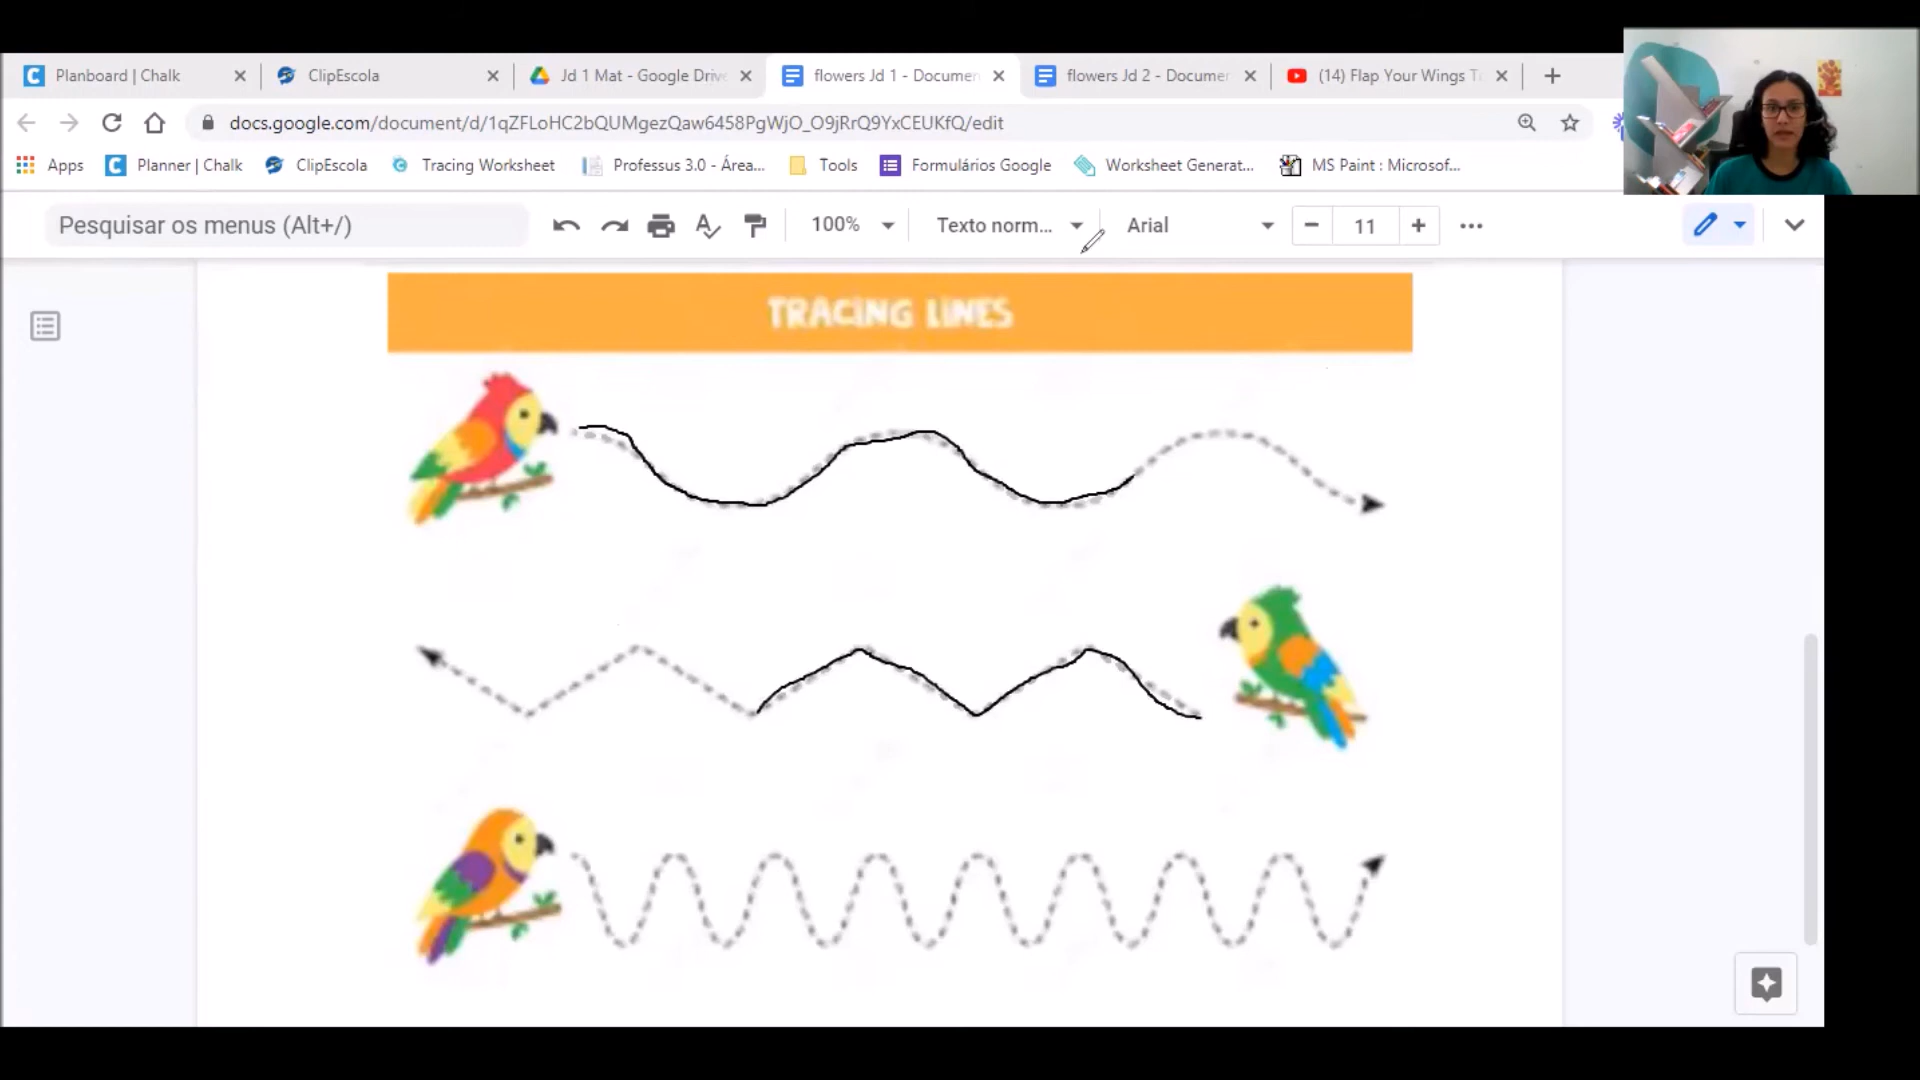 Planboard | Chalk
ClipEscola
Jd 1 Mat - Google Driv
flowers Jd 1 - Documen
flowers Jd 2 - Documen
(14) Flap Your Wings T
docs.google.com/document/d/1qZFLoHC2bQUMgezQaw6458PgWjO_O9jRrQ9YxCEUKfQ/edit
Apps
Planner | Chalk
ClipEscola
Tracing Worksheet
Professus 3.0 - Área...
Tools
Formulários Google
Worksheet Generat...
MS Paint : Microsof...
Pesquisar os menus (Alt+/)
100%
Texto norm...
Arial
11
TRACING LINES